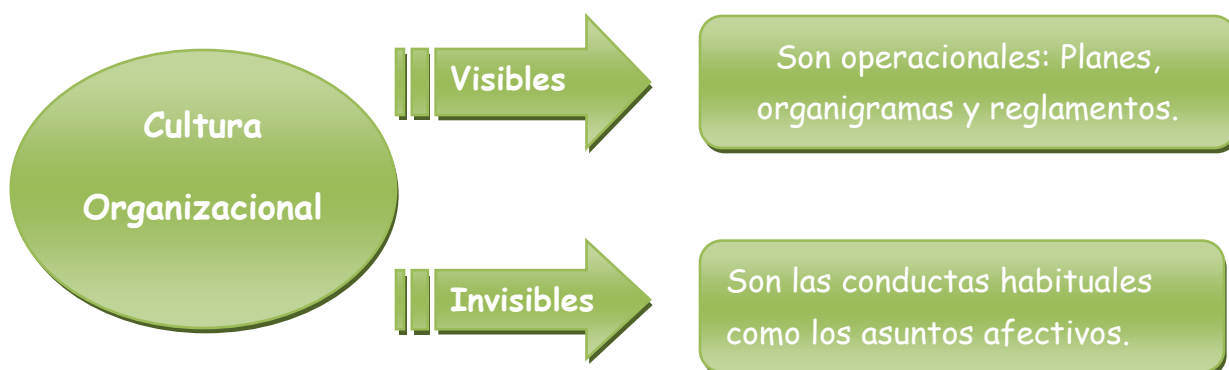 Cultura
Organizacional
Visibles
Son operacionales: Planes,
organigramas y reglamentos.
Invisibles
Son las conductas habituales
como los asuntos afectivos.